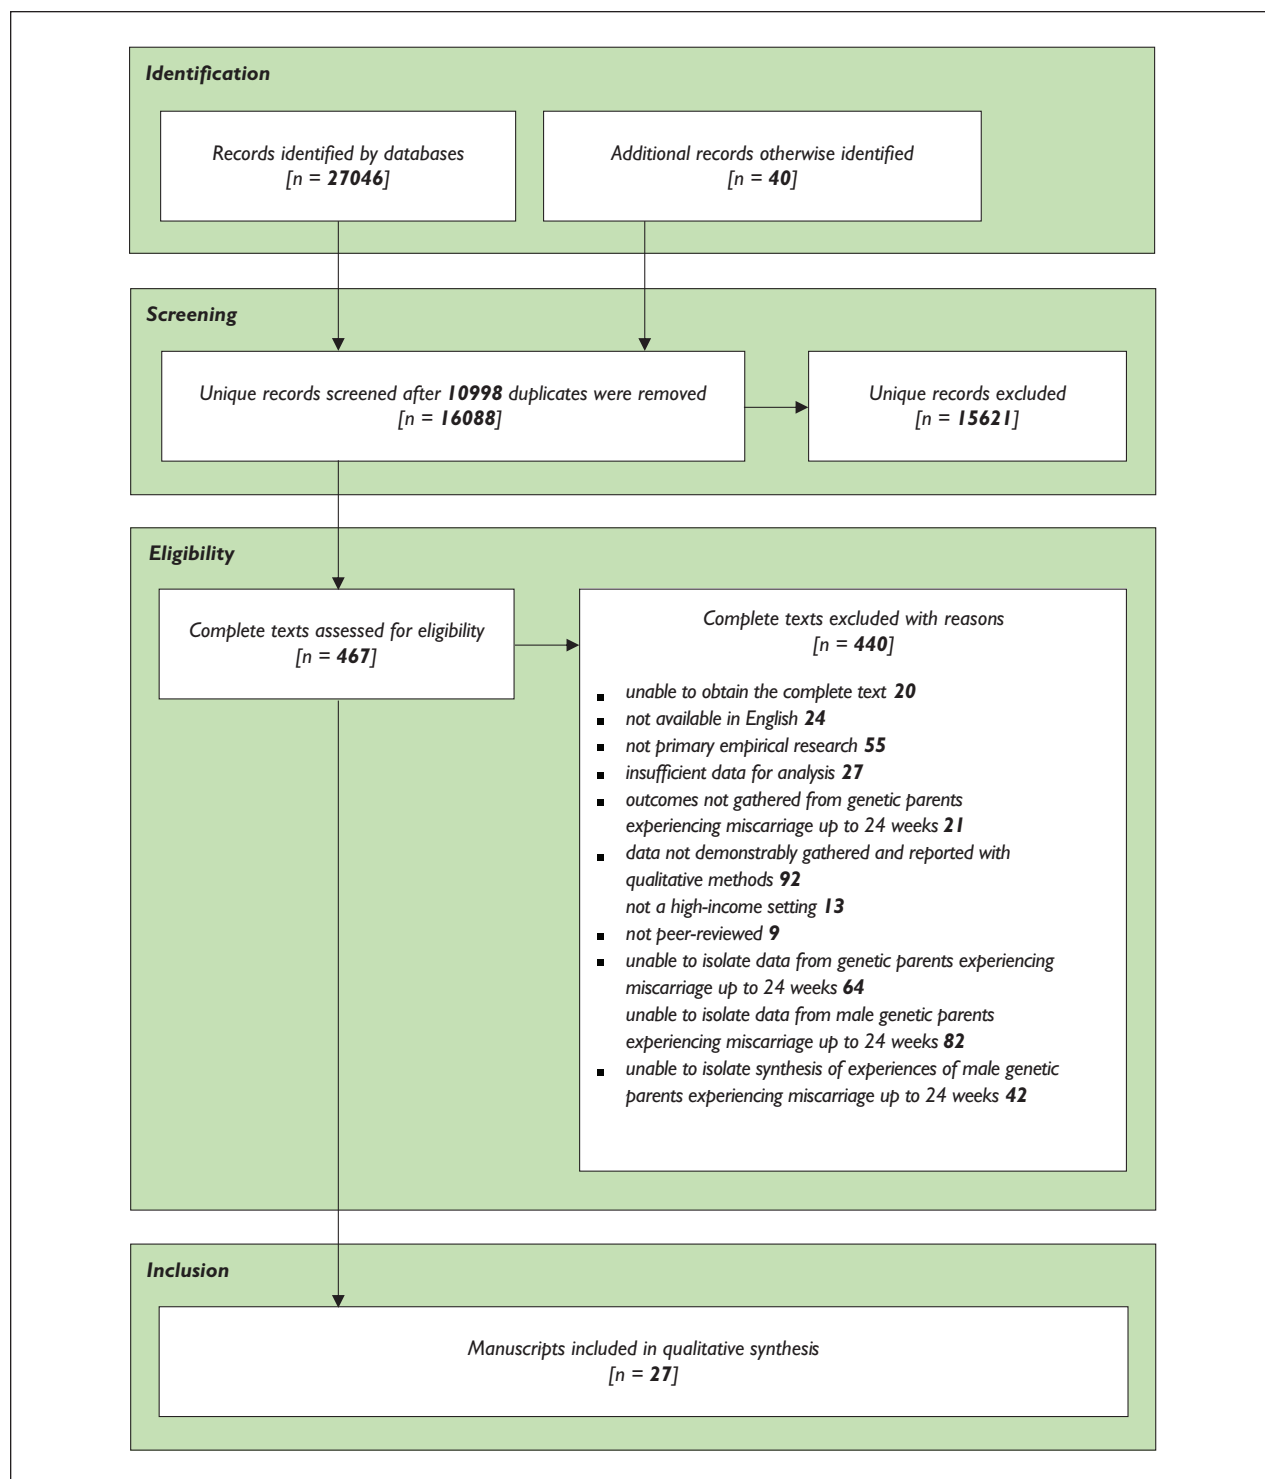 Identification
Records identified by databases
[n = 27046]
Additional records otherwise identified
[n = 40]
Screening
Unique records screened after 10998 duplicates were removed
[n = 16088]
Unique records excluded
[n = 15621]
Eligibility
Complete texts assessed for eligibility
[n = 467]
Complete texts excluded with reasons
[n = 440]
▪ unable to obtain the complete text 20
▪ not available in English 24
▪ not primary empirical research 55
▪ insufficient data for analysis 27
▪ outcomes not gathered from genetic parents
experiencing miscarriage up to 24 weeks 21
▪ data not demonstrably gathered and reported with
qualitative methods 92
not a high-income setting 13
▪ not peer-reviewed 9
▪ unable to isolate data from genetic parents experiencing
miscarriage up to 24 weeks 64
unable to isolate data from male genetic parents
experiencing miscarriage up to 24 weeks 82
▪ unable to isolate synthesis of experiences of male genetic
parents experiencing miscarriage up to 24 weeks 42
Inclusion
Manuscripts included in qualitative synthesis
[n = 27]